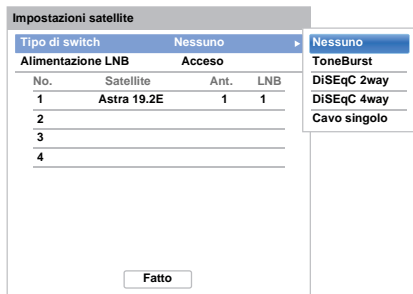 Impostazioni satellite
Tipo di switch Nessuno
Alimentazione LNB Acceso
No. Satellite Ant. LNB
1 Astra 19.2E 1 1
2
3
4
Fatto
Nessuno
ToneBurst
DiSEqC 2way
DiSEqC 4way
Cavo singolo